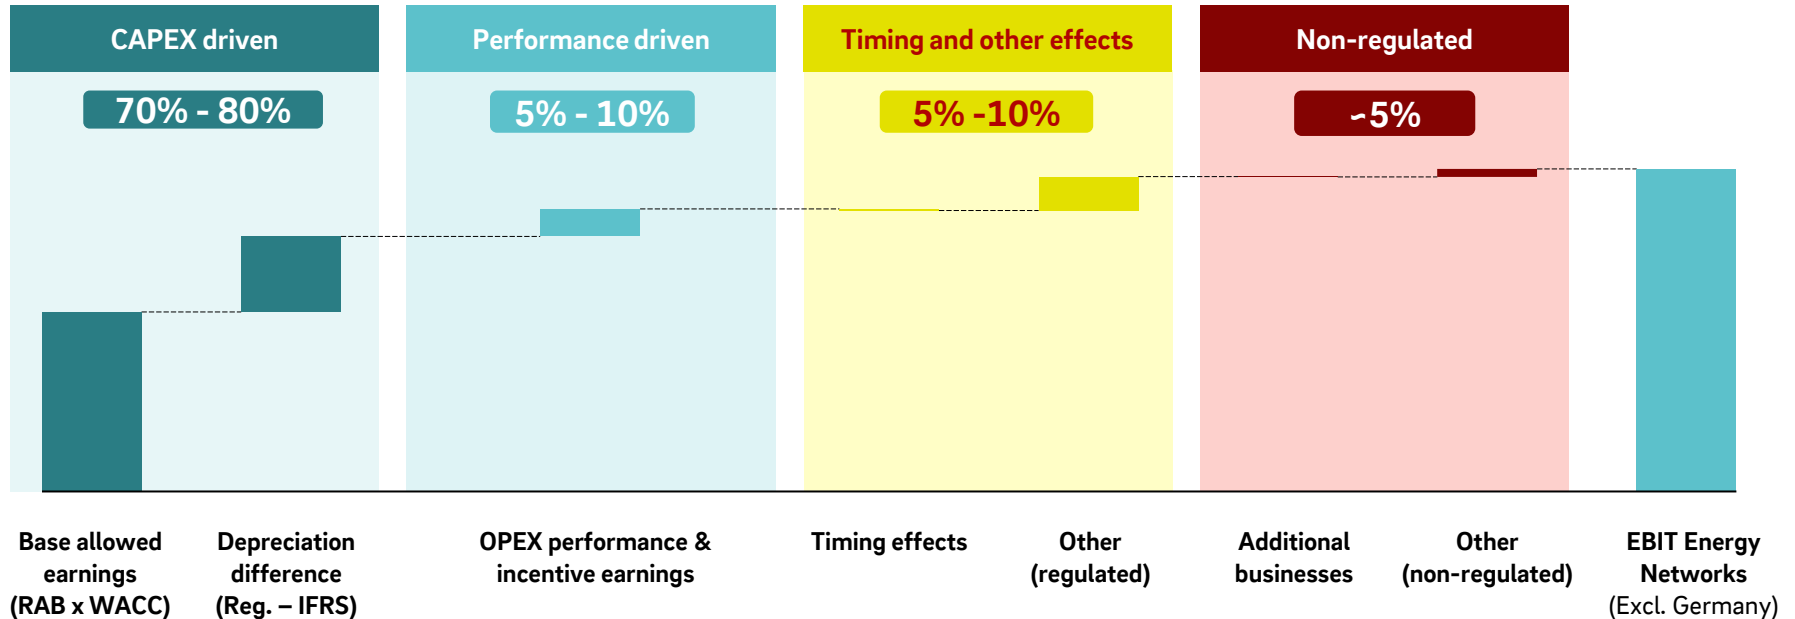 CAPEX driven
Performance driven
Timing and other effects
Non-regulated
70% - 80%
5% - 10%
5% -10%
~5%
Base allowed
earnings
(RAB x WACC)
Depreciation
difference
(Reg. – IFRS)
OPEX performance &
incentive earnings
Timing effects
Other
(regulated)
Additional
businesses
Other
(non-regulated)
EBIT Energy
Networks
(Excl. Germany)